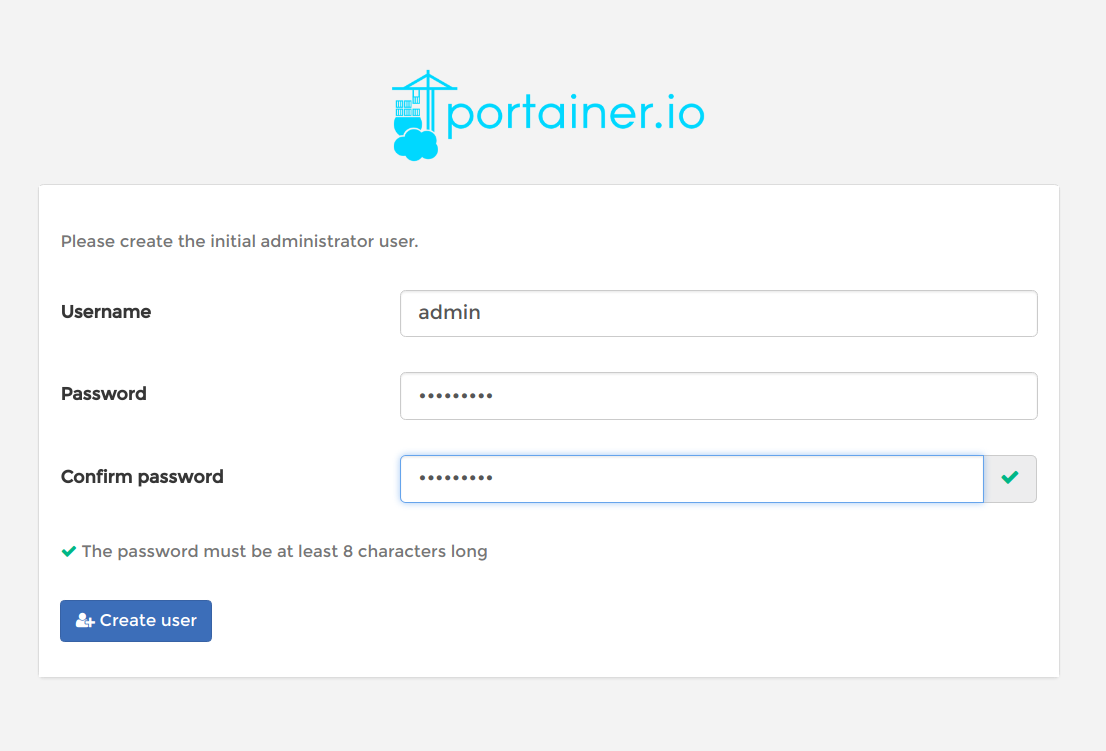 portainer.io
Please create the initial administrator user.
Username
admin
Password
•••••••••
Confirm password
•••••••••
The password must be at least 8 characters long
Create user